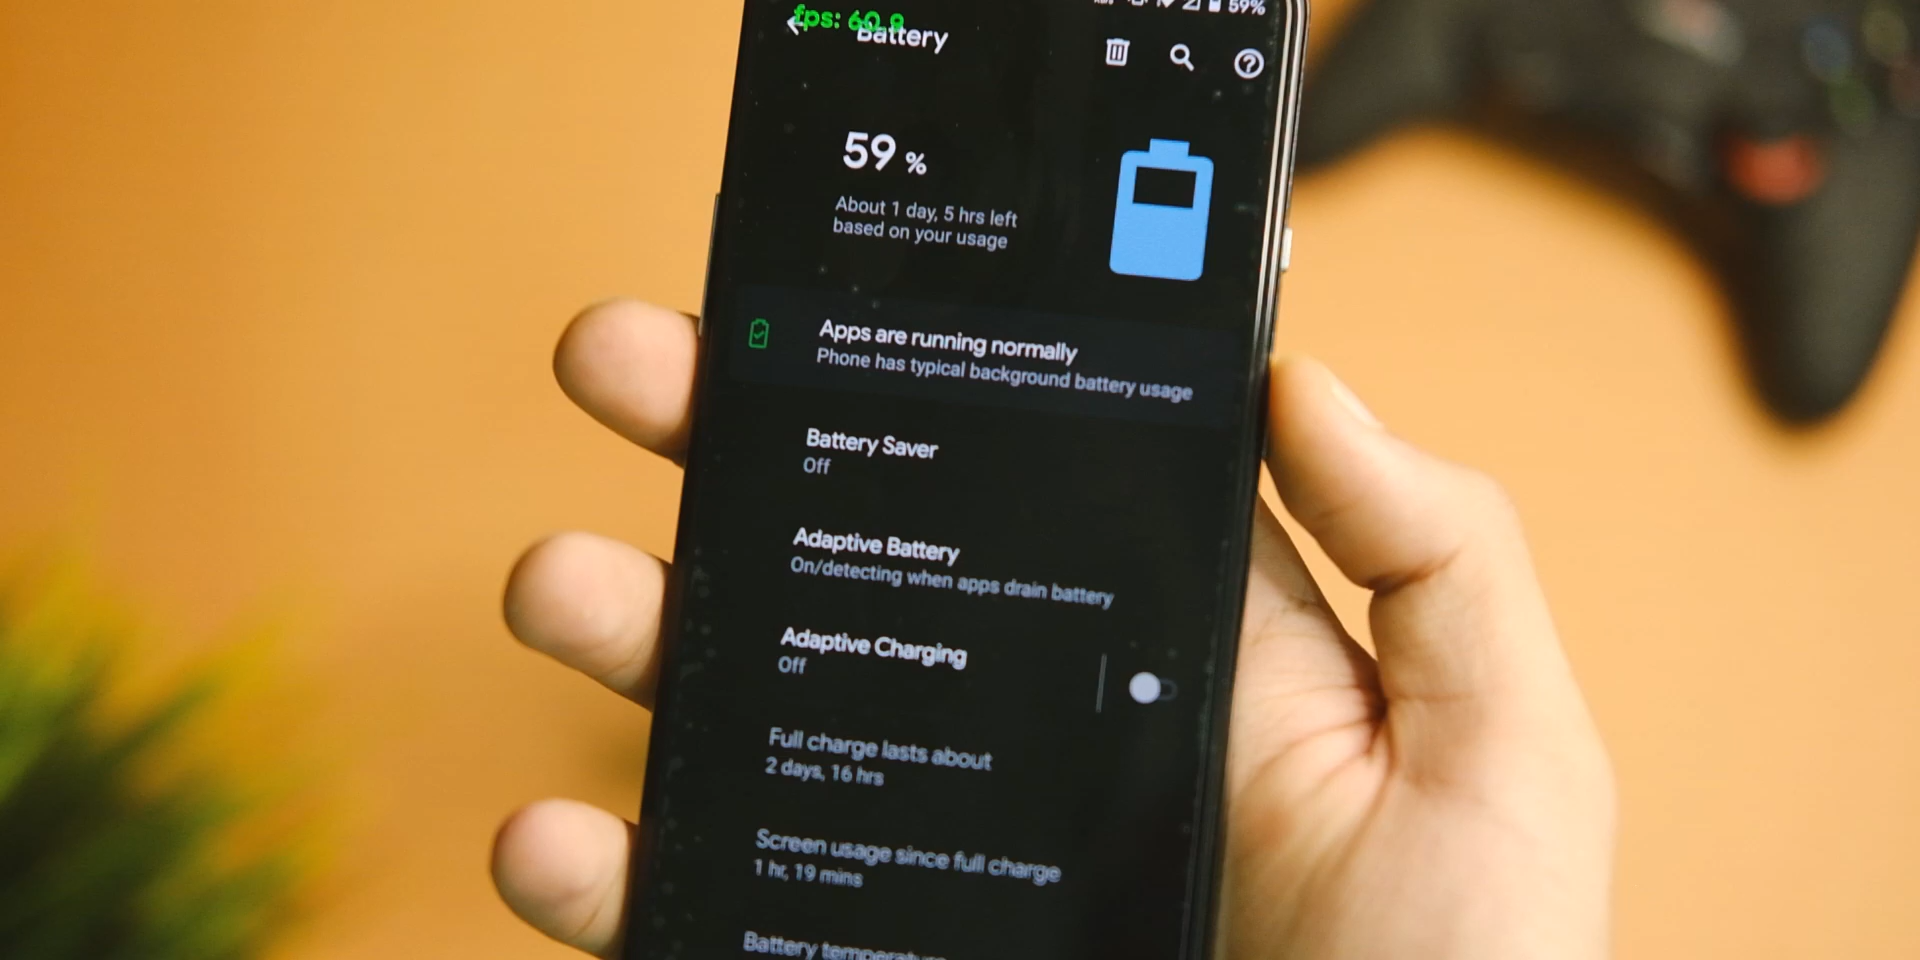 fps: 60.9
59%
Battery
59 %
About 1 day, 5 hrs left
based on your usage
Apps are running normally
Phone has typical background battery usage
Battery Saver
Off
Adaptive Battery
On/detecting when apps drain battery
Adaptive Charging
Off
Full charge lasts about
2 days, 16 hrs
Screen usage since full charge
1 hr, 19 mins
Battery temperature